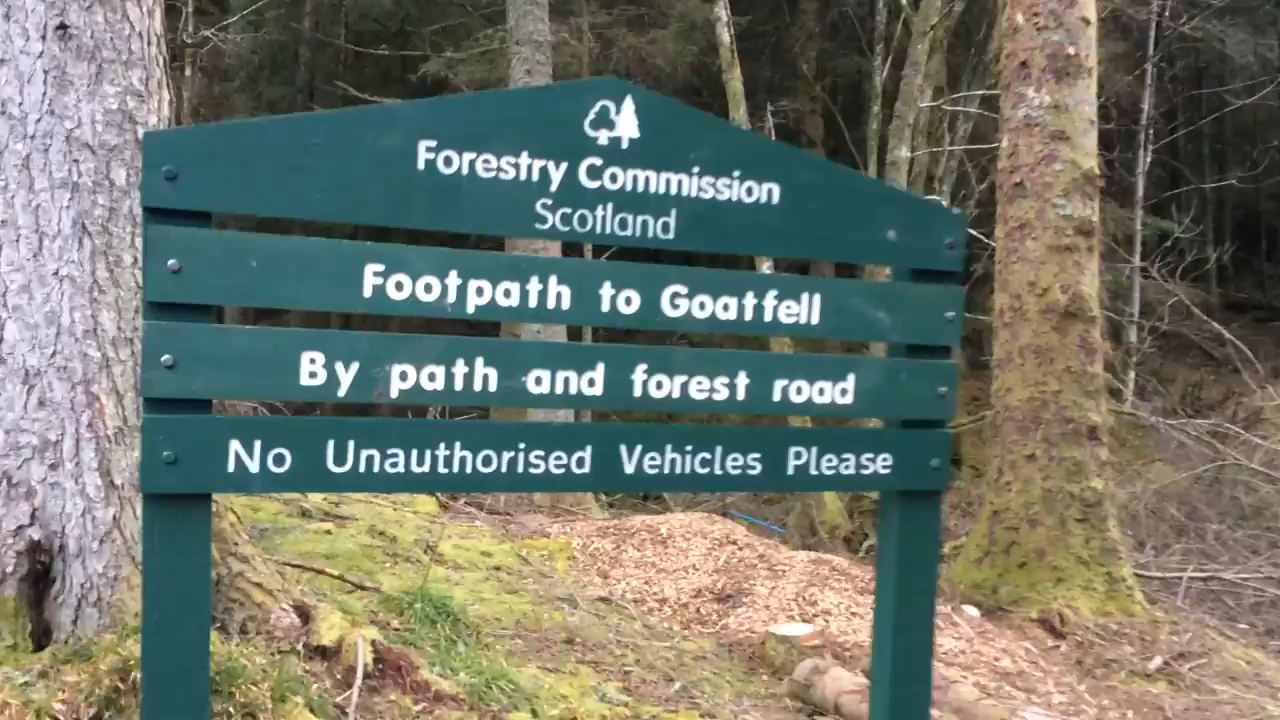 Forestry Commission
Scotland
Footpath to Goatfell
By path and forest road
No Unauthorised Vehicles Please